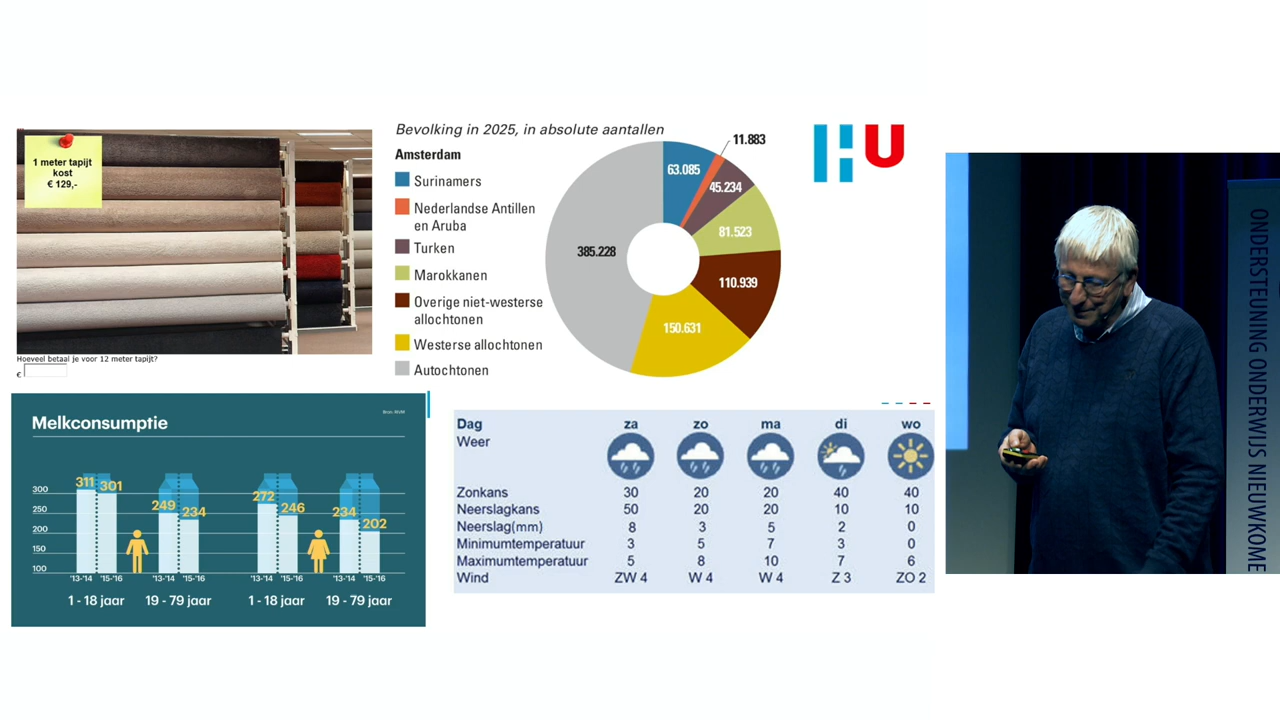 1 meter tapijt
kost
€ 129,-
Hoeveel betaal je voor 12 meter tapijt?
€
Bevolking in 2025, in absolute aantallen
Amsterdam
Surinamers
Nederlandse Antillen
en Aruba
Turken
Marokkanen
Overige niet-westerse
allochtonen
Westerse allochtonen
Autochtonen
11.883
63.085
45.234
81.523
110.939
150.631
385.228
HU
Melkconsumptie
Bron: RIVM
300
250
200
150
100
311 301
249 234
272 246
234 202
'13-'14 '15-'16 '13-'14 '15-'16 '13-'14 '15-'16 '13-'14 '15-'16
1 - 18 jaar 19 - 79 jaar 1 - 18 jaar 19 - 79 jaar
Dag za zo ma di wo
Weer
Zonkans 30 20 20 40 40
Neerslagkans 50 20 20 10 10
Neerslag(mm) 8 3 5 2 0
Minimumtemperatuur 3 5 7 3 0
Maximumtemperatuur 5 8 10 7 6
Wind ZW 4 W 4 W 4 Z 3 ZO 2
ONDERSTEUNING ONDERWIJS NIEUWKOME